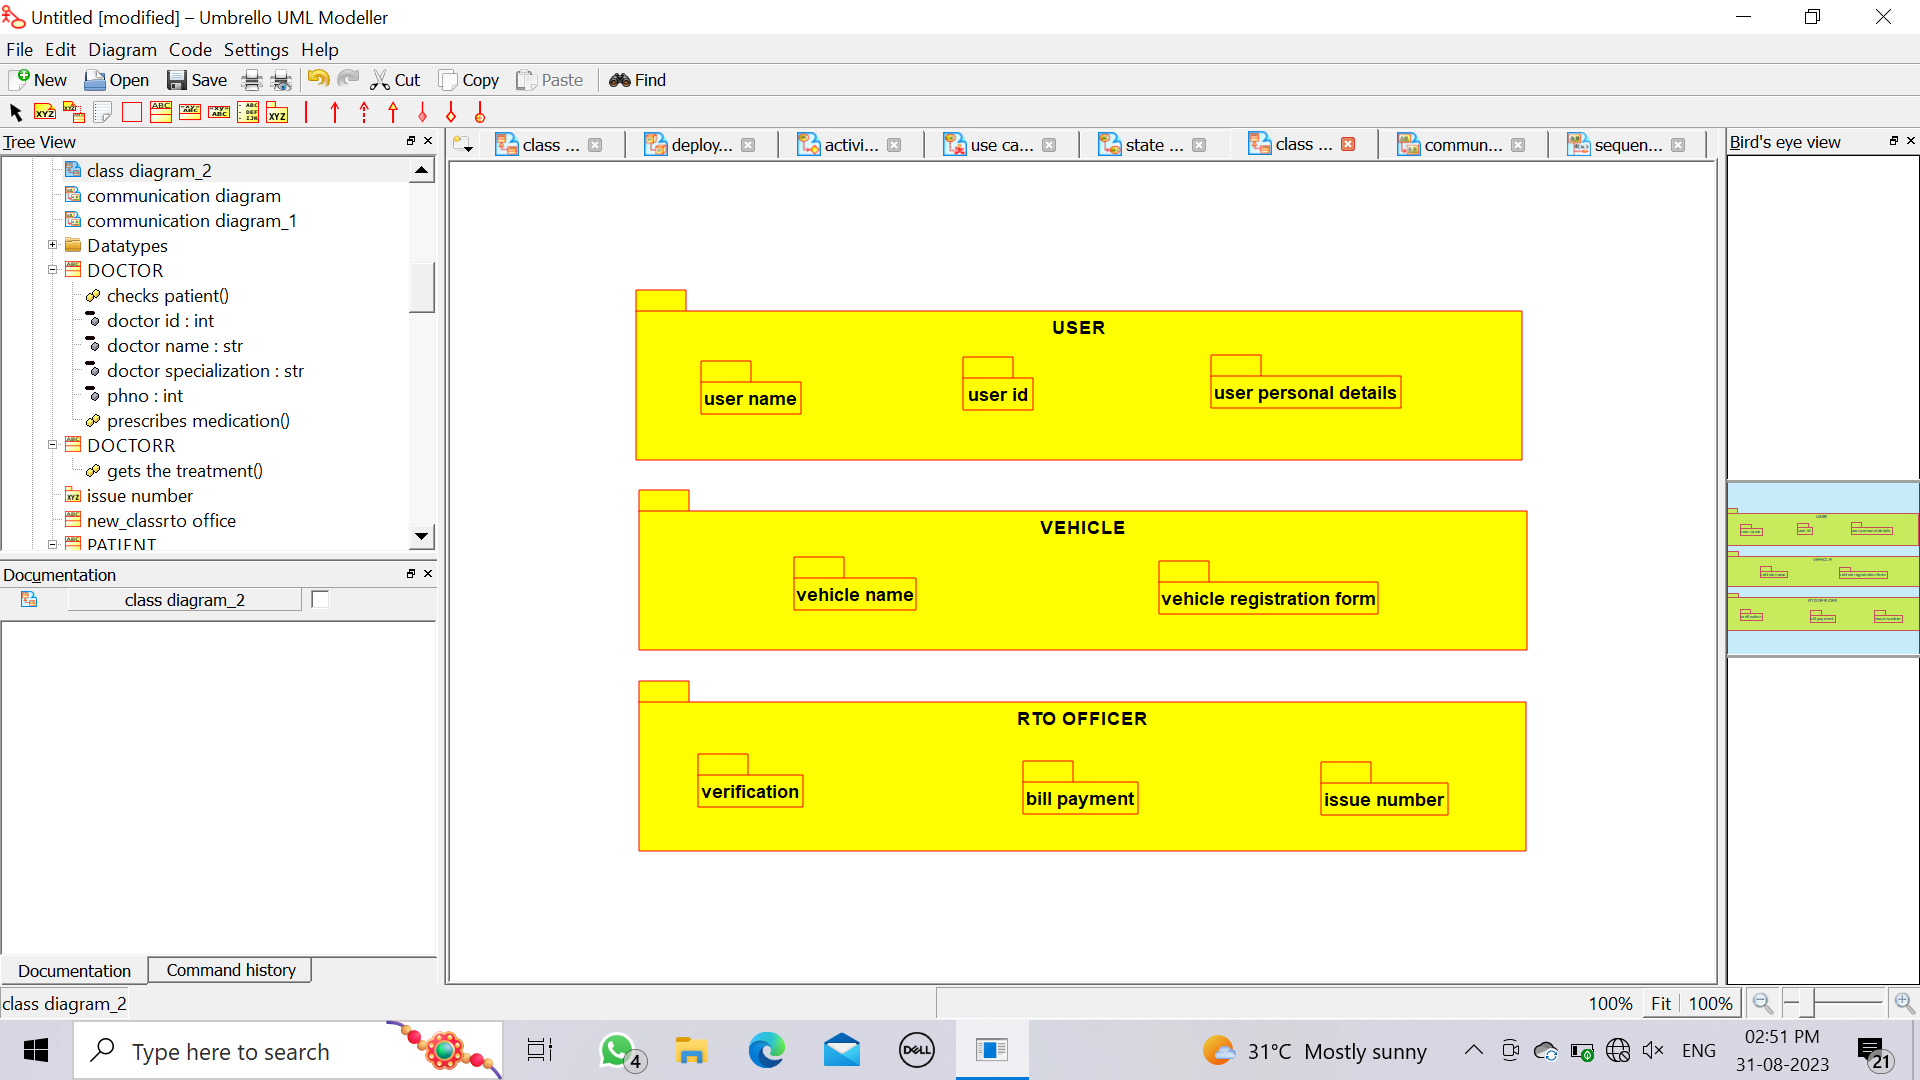 Untitled [modified] – Umbrello UML Modeller
File Edit Diagram Code Settings Help
New Open Save Cut Copy Paste Find
Tree View
class diagram_2
communication diagram
communication diagram_1
Datatypes
DOCTOR
checks patient()
doctor id : int
doctor name : str
doctor specialization : str
phno : int
prescribes medication()
DOCTORR
gets the treatment()
issue number
new_classrto office
PATIENT
Documentation
class diagram_2
Documentation Command history
class diagram_2
class ... deploy... activi... use ca... state ... class ... commun... sequen...
USER
user name user id user personal details
VEHICLE
vehicle name vehicle registration form
RTO OFFICER
verification bill payment issue number
Bird's eye view
100% Fit 100%
Type here to search
4
DELL
31°C Mostly sunny
ENG
02:51 PM
31-08-2023
21